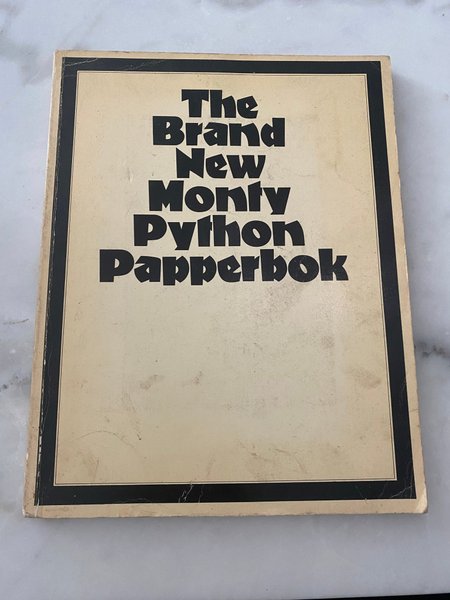 The
Brand
New
Monty
Python
Papperbok